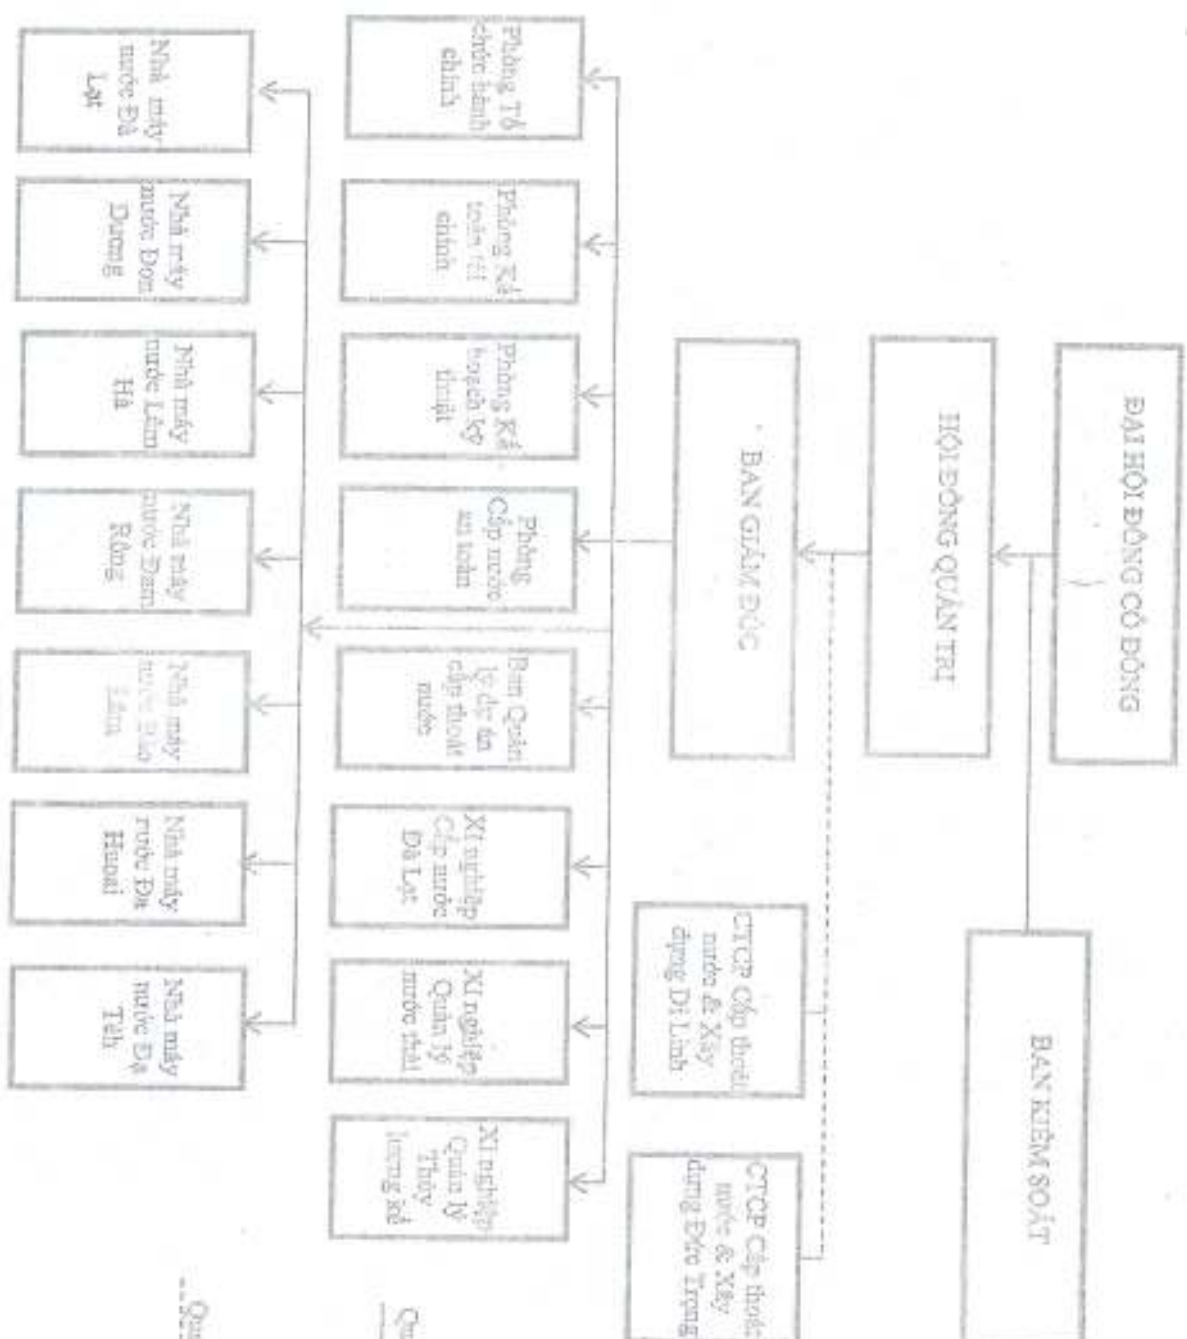 ĐẠI HỘI ĐỒNG CỔ ĐÔNG
BAN KIỂM SOÁT
HỘI ĐỒNG QUẢN TRỊ
BAN GIÁM ĐỐC
CTCP Cấp thoát
nước & Xây
dựng Di Linh
CTCP Cấp thoát
nước & Xây
dựng Đức Trọng
Phòng Tổ
chức hành
chính
Phòng Kế
toán tài
chính
Phòng Kế
hoạch kỹ
thuật
Phòng
Cấp nước
an toàn
Ban Quản
lý dự án
cấp thoát
nước
Xí nghiệp
Cấp nước
Đà Lạt
Xí nghiệp
Quản lý
nước thải
Xí nghiệp
Quản lý
Thủy
lượng kế
Nhà máy
nước Đà
Lạt
Nhà máy
nước Đơn
Dương
Nhà máy
nước Lâm
Hà
Nhà máy
nước Đam
Rông
Nhà máy
nước Bảo
Lâm
Nhà máy
nước Đạ
Huoai
Nhà máy
nước Đạ
Tẻh